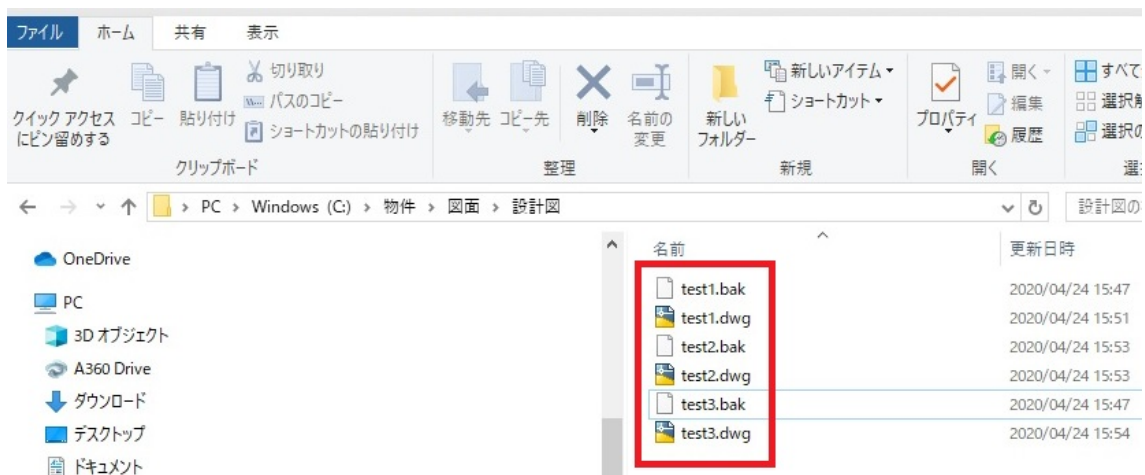 ファイル ホーム 共有 表示
クイック アクセス
にピン留めする
コピー
貼り付け
切り取り
パスのコピー
ショートカットの貼り付け
クリップボード
移動先
コピー先
削除
名前の
変更
整理
新しい
フォルダー
新しいアイテム
ショートカット
新規
プロパティ
開く
編集
履歴
開く
すべて
選択
選択の
PC > Windows (C:) > 物件 > 図面 > 設計図
設計図の
OneDrive
PC
3D オブジェクト
A360 Drive
ダウンロード
デスクトップ
ドキュメント
名前 更新日時
test1.bak 2020/04/24 15:47
test1.dwg 2020/04/24 15:51
test2.bak 2020/04/24 15:53
test2.dwg 2020/04/24 15:53
test3.bak 2020/04/24 15:47
test3.dwg 2020/04/24 15:54